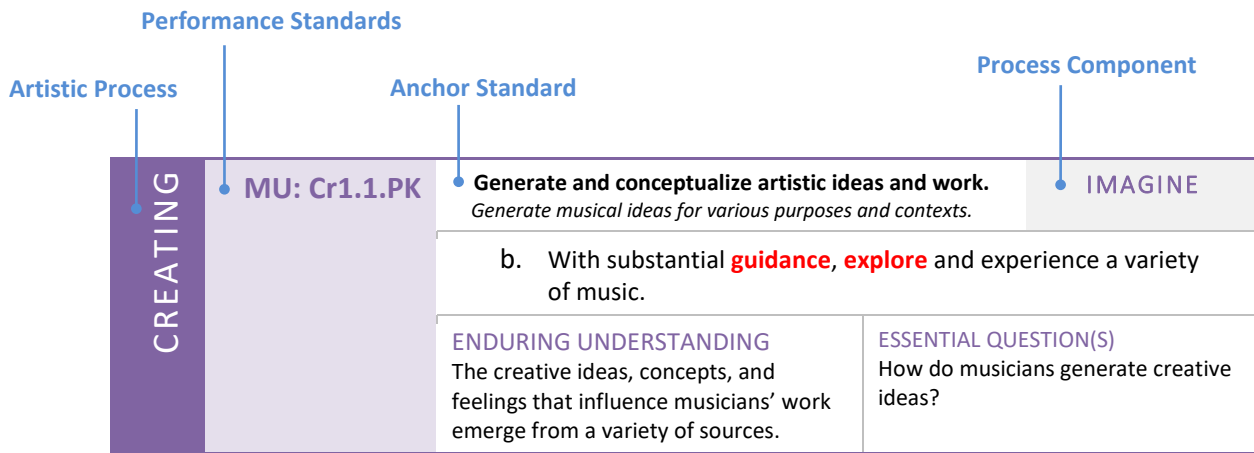 Performance Standards
Process Component
Artistic Process
Anchor Standard
CREATING
MU: Cr1.1.PK
Generate and conceptualize artistic ideas and work.
Generate musical ideas for various purposes and contexts.
IMAGINE
b. With substantial guidance, explore and experience a variety
of music.
ENDURING UNDERSTANDING
The creative ideas, concepts, and
feelings that influence musicians’ work
emerge from a variety of sources.
ESSENTIAL QUESTION(S)
How do musicians generate creative
ideas?